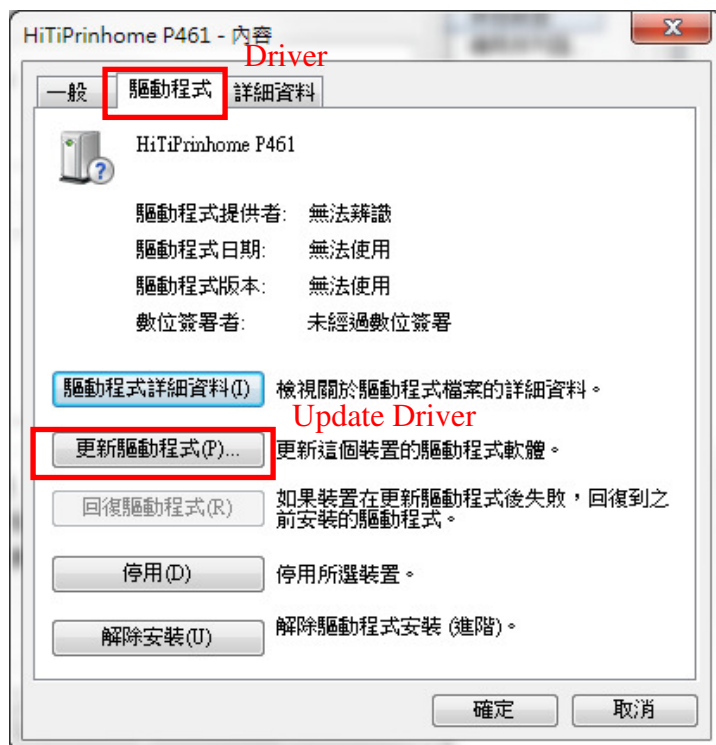 HiTiPrinhome P461 - 內容
Driver
一般 驅動程式 詳細資料
HiTiPrinhome P461
驅動程式提供者: 無法辨識
驅動程式日期: 無法使用
驅動程式版本: 無法使用
數位簽署者: 未經過數位簽署
驅動程式詳細資料(I) 檢視關於驅動程式檔案的詳細資料。
Update Driver
更新驅動程式(P)... 更新這個裝置的驅動程式軟體。
回復驅動程式(R) 如果裝置在更新驅動程式後失敗，回復到之
前安裝的驅動程式。
停用(D) 停用所選裝置。
解除安裝(U) 解除驅動程式安裝 (進階)。
確定 取消